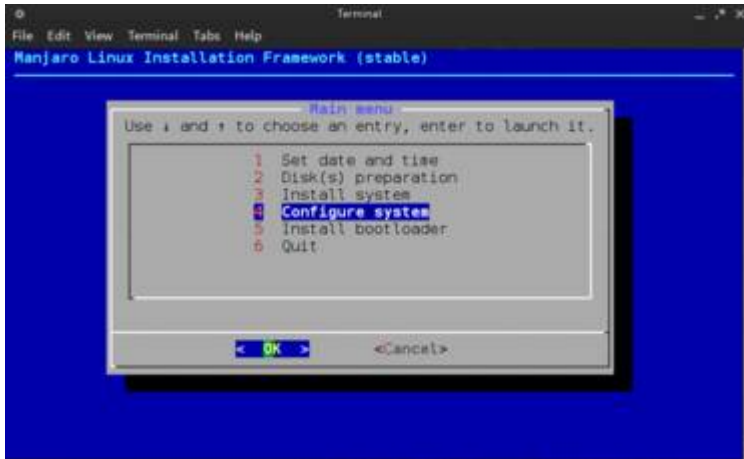 Terminal
File Edit View Terminal Tabs Help
Manjaro Linux Installation Framework (stable)
Main menu
Use ↓ and ↑ to choose an entry, enter to launch it.
1 Set date and time
2 Disk(s) preparation
3 Install system
4 Configure system
5 Install bootloader
6 Quit
< OK > <Cancel>